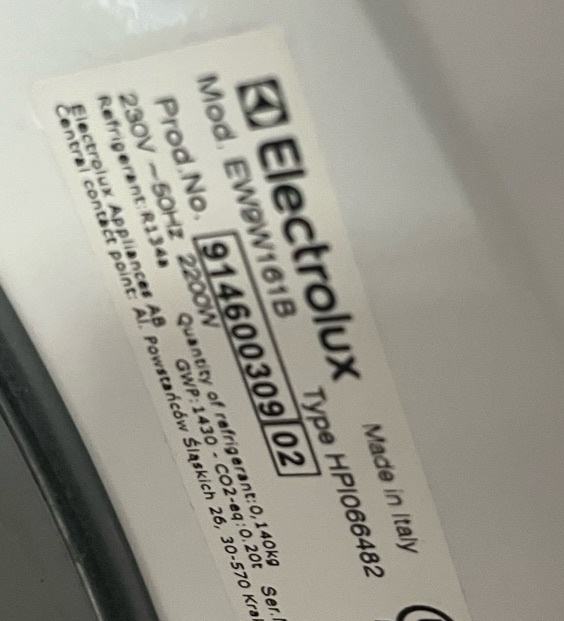 Electrolux
Made in Italy
Mod. EW9W161B Type HPI066482
Prod.No. 914600309 02
230V ~50Hz 2200W Quantity of refrigerant:0,140kg Ser.
Refrigerant:R134a GWP:1430 - CO2-eq:0.20t
Electrolux Appliances AB
Central contact point: Al. Powstańców Śląskich 26, 30-570